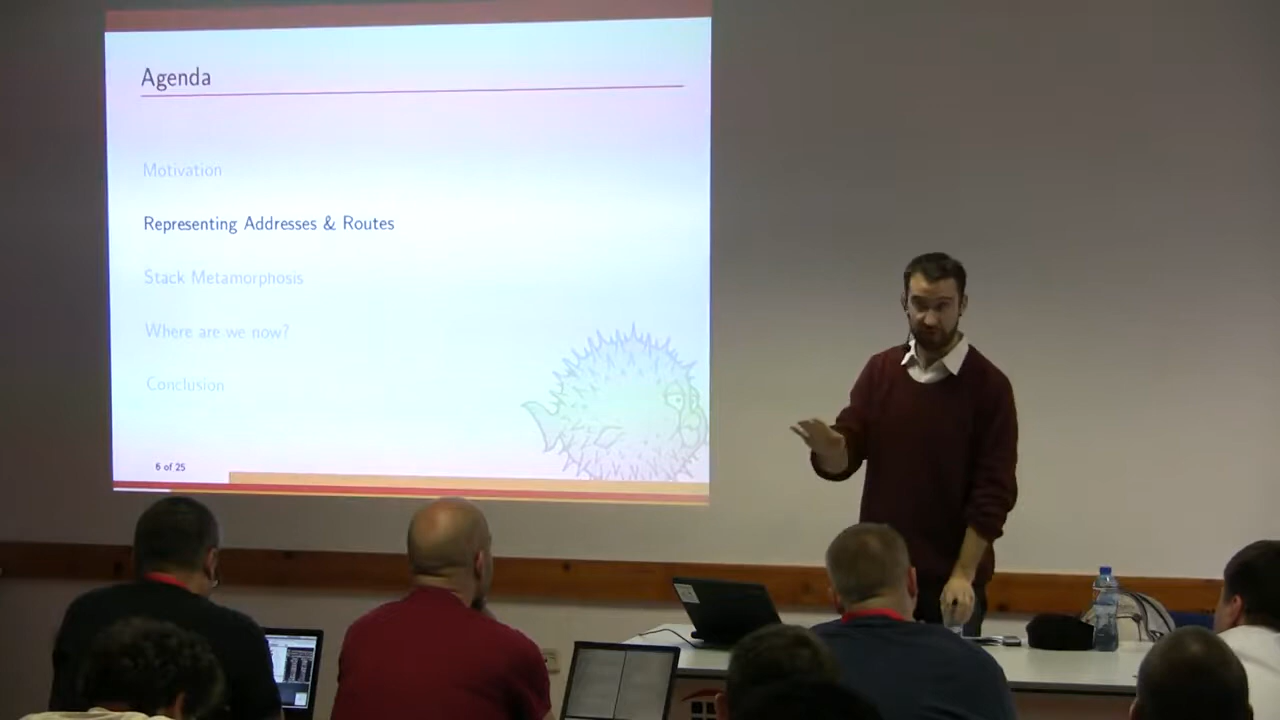 Agenda
Motivation
Representing Addresses & Routes
Stack Metamorphosis
Where are we now?
Conclusion
6 of 25